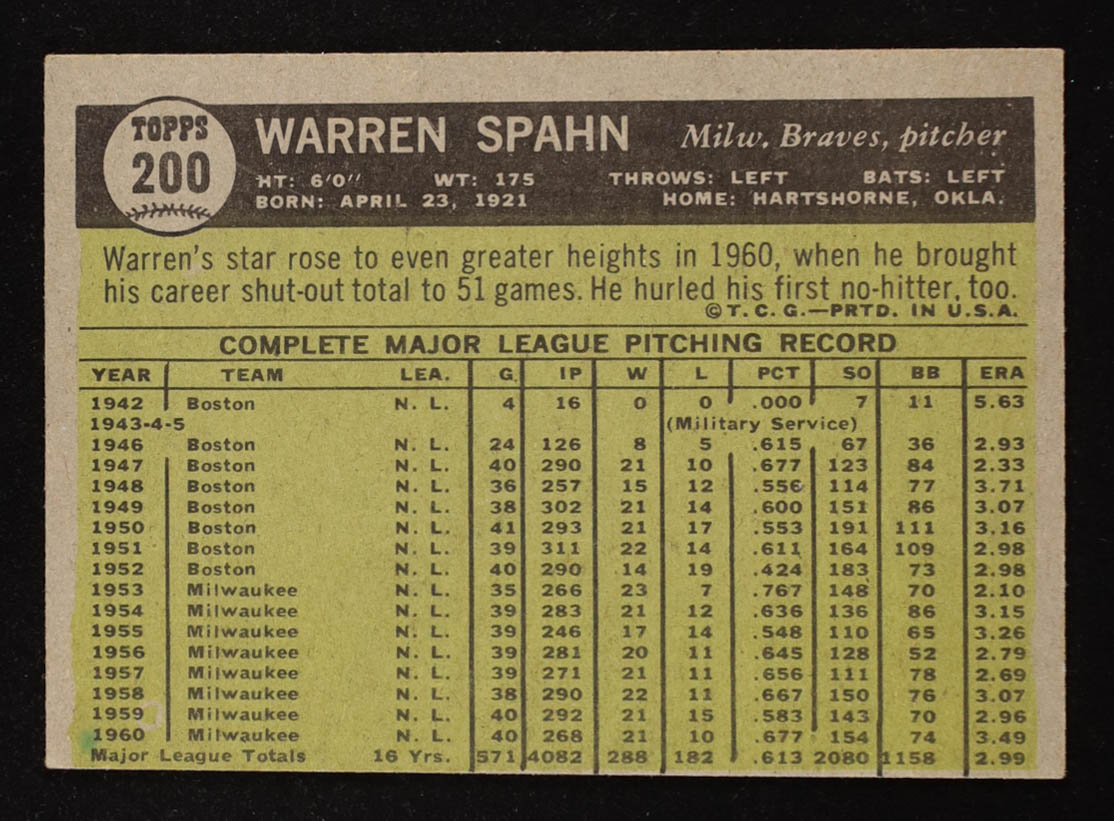 TOPPS
200
WARREN SPAHN Milw. Braves, pitcher
HT: 6'0" WT: 175 THROWS: LEFT BATS: LEFT
BORN: APRIL 23, 1921 HOME: HARTSHORNE, OKLA.
Warren's star rose to even greater heights in 1960, when he brought
his career shut-out total to 51 games. He hurled his first no-hitter, too.
©T. C. G.—PRTD. IN U.S.A.
COMPLETE MAJOR LEAGUE PITCHING RECORD
YEAR TEAM LEA. G IP W L PCT SO BB ERA
1942 Boston N. L. 4 16 0 0 .000 7 11 5.63
1943-4-5 (Military Service)
1946 Boston N. L. 24 126 8 5 .615 67 36 2.93
1947 Boston N. L. 40 290 21 10 .677 123 84 2.33
1948 Boston N. L. 36 257 15 12 .556 114 77 3.71
1949 Boston N. L. 38 302 21 14 .600 151 86 3.07
1950 Boston N. L. 41 293 21 17 .553 191 111 3.16
1951 Boston N. L. 39 311 22 14 .611 164 109 2.98
1952 Boston N. L. 40 290 14 19 .424 183 73 2.98
1953 Milwaukee N. L. 35 266 23 7 .767 148 70 2.10
1954 Milwaukee N. L. 39 283 21 12 .636 136 86 3.15
1955 Milwaukee N. L. 39 246 17 14 .548 110 65 3.26
1956 Milwaukee N. L. 39 281 20 11 .645 128 52 2.79
1957 Milwaukee N. L. 39 271 21 11 .656 111 78 2.69
1958 Milwaukee N. L. 38 290 22 11 .667 150 76 3.07
1959 Milwaukee N. L. 40 292 21 15 .583 143 70 2.96
1960 Milwaukee N. L. 40 268 21 10 .677 154 74 3.49
Major League Totals 16 Yrs. 571 4082 288 182 .613 2080 1158 2.99